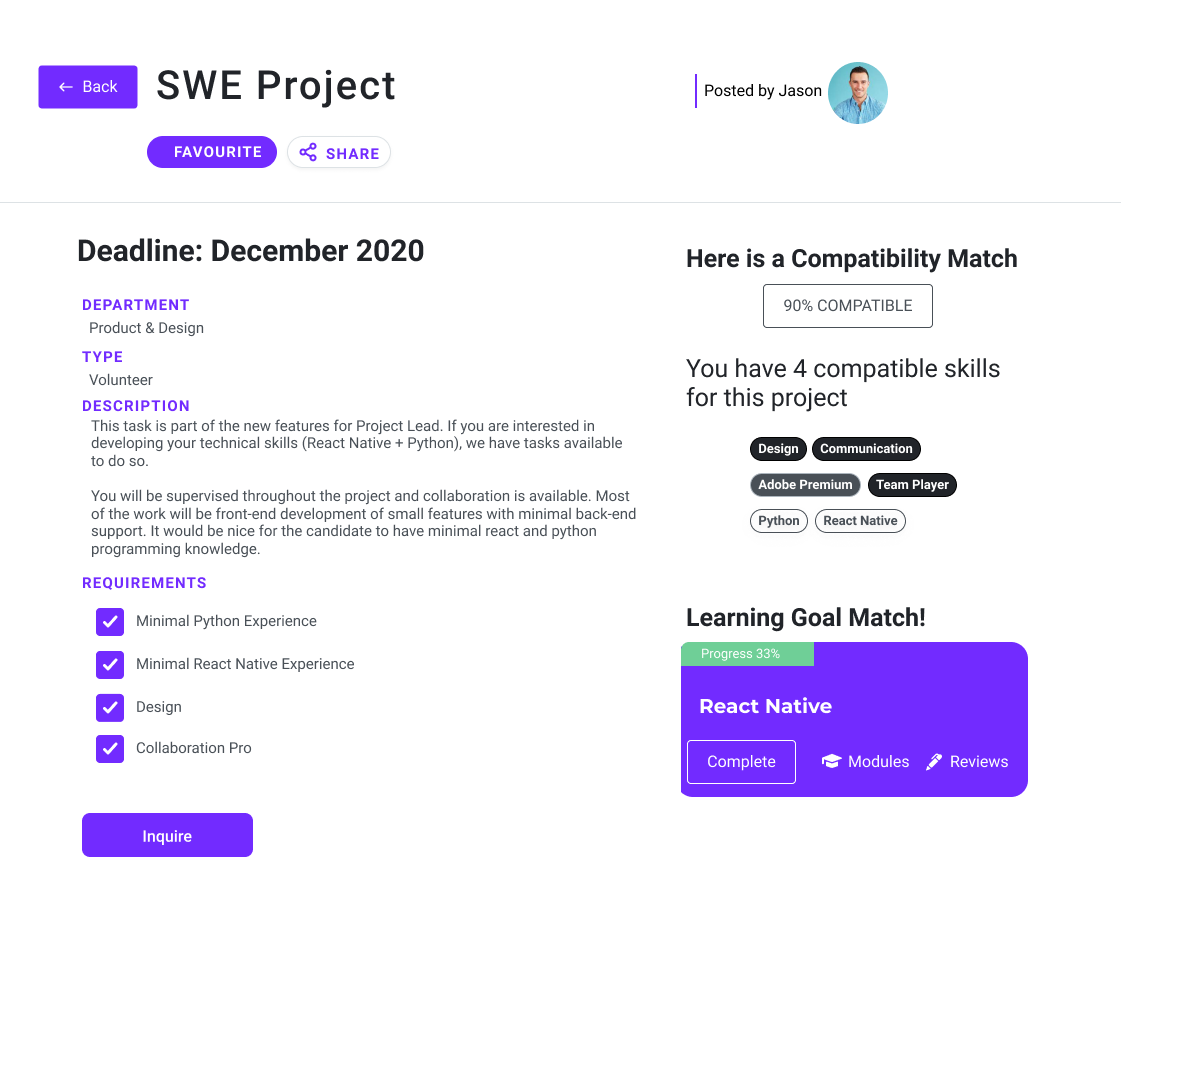 Back
SWE Project
Posted by Jason
FAVOURITE
SHARE
Deadline: December 2020
DEPARTMENT
Product & Design
TYPE
Volunteer
DESCRIPTION
This task is part of the new features for Project Lead. If you are interested in
developing your technical skills (React Native + Python), we have tasks available
to do so.
You will be supervised throughout the project and collaboration is available. Most
of the work will be front-end development of small features with minimal back-end
support. It would be nice for the candidate to have minimal react and python
programming knowledge.
REQUIREMENTS
Minimal Python Experience
Minimal React Native Experience
Design
Collaboration Pro
Inquire
Here is a Compatibility Match
90% COMPATIBLE
You have 4 compatible skills
for this project
Design Communication
Adobe Premium Team Player
Python React Native
Learning Goal Match!
Progress 33%
React Native
Complete Modules Reviews